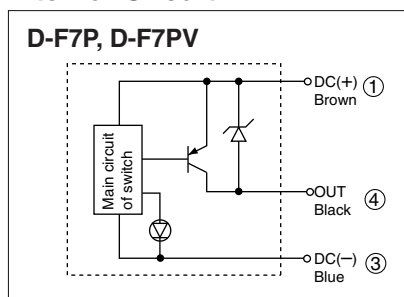 D-F7P, D-F7PV
DC(+) ①
Brown
Main circuit
of switch
OUT ④
Black
DC(−) ③
Blue